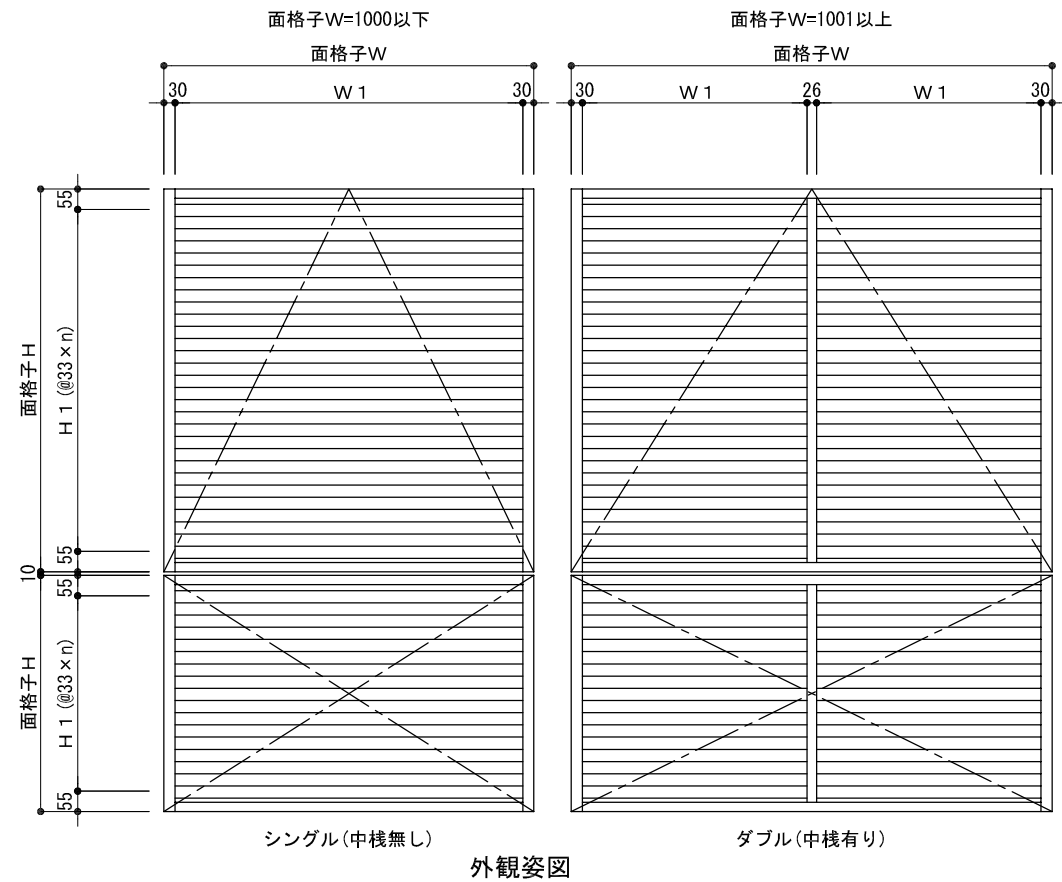 面格子W=1000以下
面格子W=1001以上
面格子W
面格子W
30
W1
30
30
W1
26
W1
30
55
面格子H
H1(@33×n)
55
10
55
面格子H
H1(@33×n)
55
シングル(中桟無し)
ダブル(中桟有り)
外観姿図